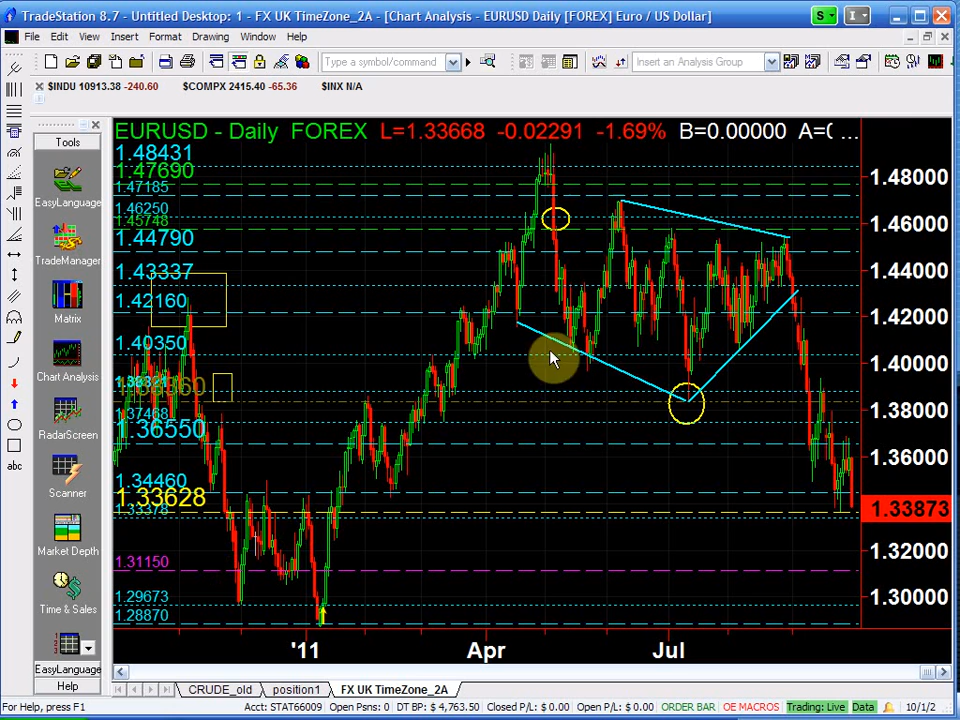 TradeStation 8.7 - Untitled Desktop: 1 - FX UK TimeZone_2A - [Chart Analysis - EURUSD Daily [FOREX] Euro / US Dollar]
S
I
File Edit View Insert Format Drawing Window Help
Type a symbol/command
Insert an Analysis Group
$INDU 10913.38 -240.60 $COMPX 2415.40 -65.36 $INX N/A
Tools
EasyLanguage
TradeManager
Matrix
Chart Analysis
RadarScreen
Scanner
Market Depth
Time & Sales
EasyLanguage
Help
abc
EURUSD - Daily FOREX L=1.33668 -0.02291 -1.69% B=0.00000 A=( ...
1.48431
1.47690
1.47185
1.46250
1.45748
1.44790
1.43337
1.42160
1.40350
1.37468
1.36550
1.34460
1.33628
1.33378
1.31150
1.29673
1.28870
1.48000
1.46000
1.44000
1.42000
1.40000
1.38000
1.36000
1.33873
1.32000
1.30000
'11 Apr Jul
CRUDE_old position1 FX UK TimeZone_2A
For Help, press F1 Acct: STAT66009 Open Psns: 0 DT BP: $ 4,763.50 Closed P/L: $ 0.00 Open P/L: $ 0.00 ORDER BAR OE MACROS Trading: Live Data 10/1/2